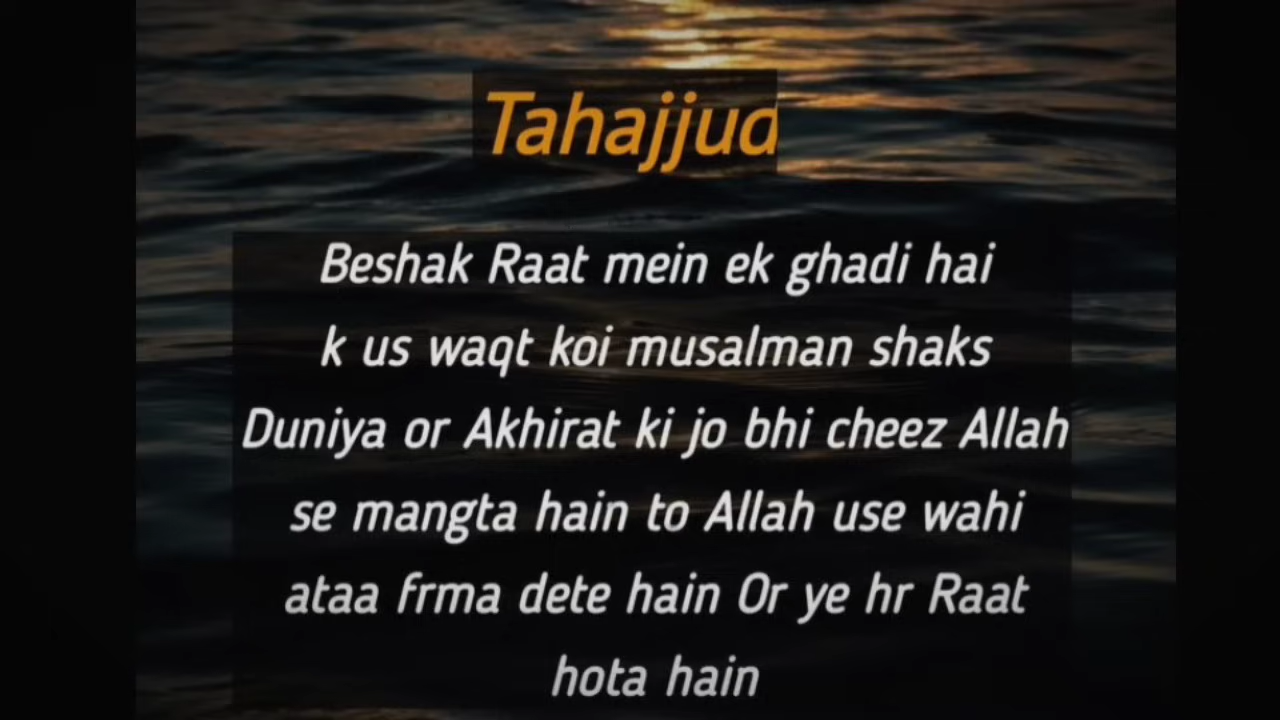 Tahajjud
Beshak Raat mein ek ghadi hai
k us waqt koi musalman shaks
Duniya or Akhirat ki jo bhi cheez Allah
se mangta hain to Allah use wahi
ataa frma dete hain Or ye hr Raat
hota hain